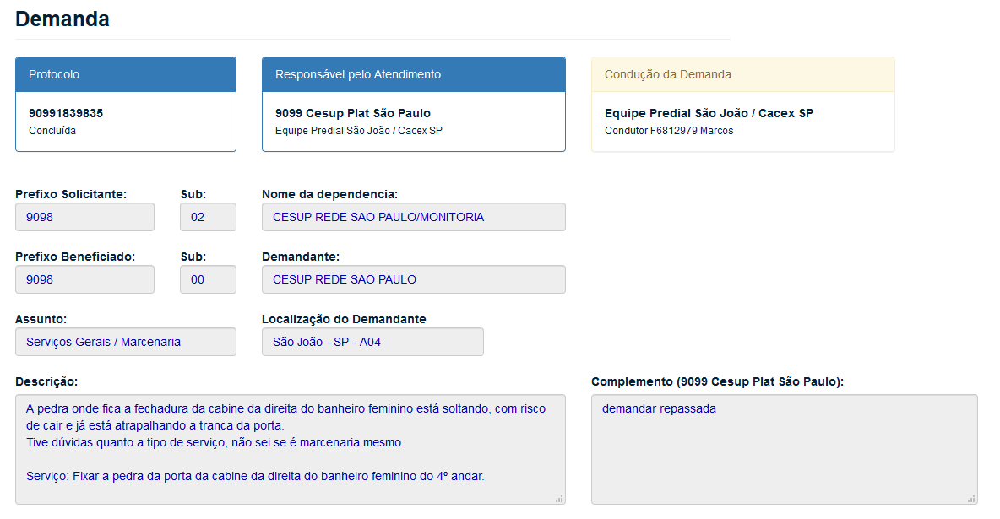 Demanda
Protocolo
90991839835
Concluída
Responsável pelo Atendimento
9099 Cesup Plat São Paulo
Equipe Predial São João / Cacex SP
Condução da Demanda
Equipe Predial São João / Cacex SP
Condutor F6812979 Marcos
Prefixo Solicitante:
9098
Sub:
02
Nome da dependencia:
CESUP REDE SAO PAULO/MONITORIA
Prefixo Beneficiado:
9098
Sub:
00
Demandante:
CESUP REDE SAO PAULO
Assunto:
Serviços Gerais / Marcenaria
Localização do Demandante
São João - SP - A04
Descrição:
A pedra onde fica a fechadura da cabine da direita do banheiro feminino está soltando, com risco
de cair e já está atrapalhando a tranca da porta.
Tive dúvidas quanto a tipo de serviço, não sei se é marcenaria mesmo.
Serviço: Fixar a pedra da porta da cabine da direita do banheiro feminino do 4º andar.
Complemento (9099 Cesup Plat São Paulo):
demandar repassada